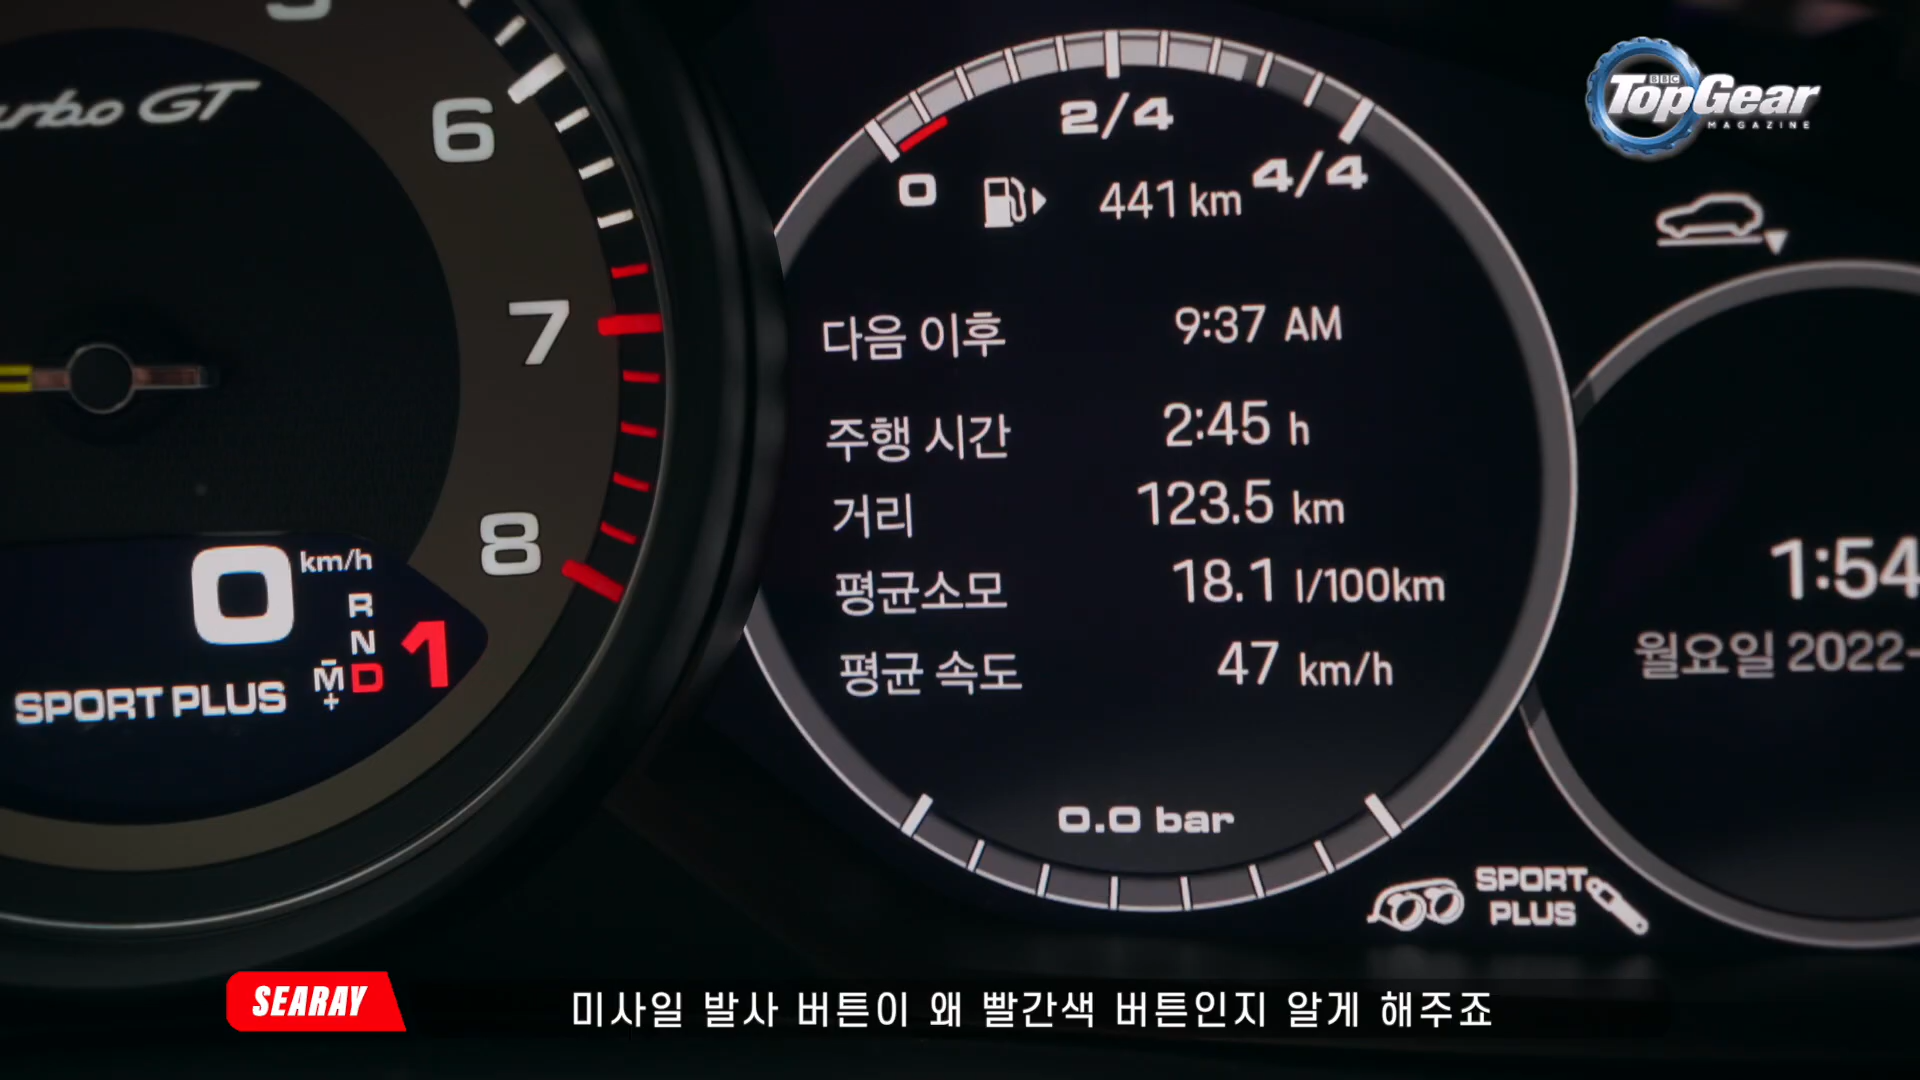 urbo GT
6
7
8
0 km/h
R
N
D
M
-
+
1
SPORT PLUS
0
2/4
4/4
441 km
다음 이후 9:37 AM
주행 시간 2:45 h
거리 123.5 km
평균소모 18.1 l/100km
평균 속도 47 km/h
0.0 bar
BBC
TopGear
MAGAZINE
1:54
월요일 2022-
SPORT
PLUS
SEARAY
미사일 발사 버튼이 왜 빨간색 버튼인지 알게 해주죠